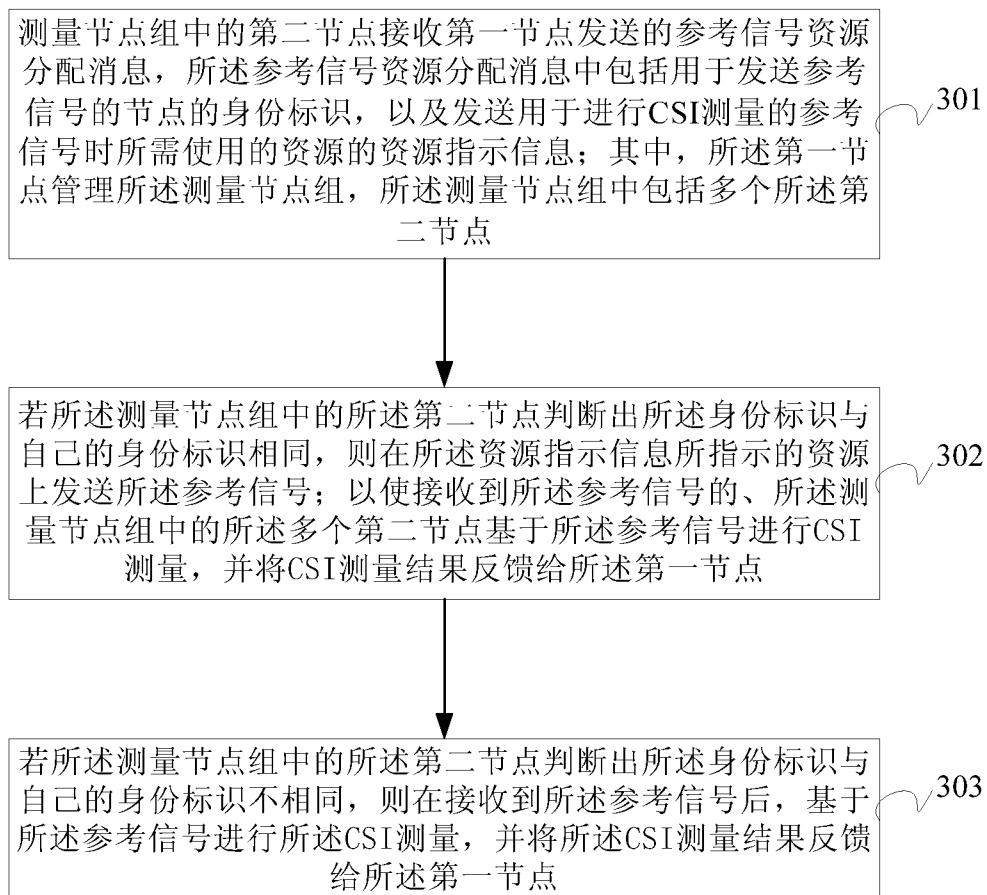 测量节点组中的第二节点接收第一节点发送的参考信号资源
分配消息，所述参考信号资源分配消息中包括用于发送参考
信号的节点的身份标识，以及发送用于进行CSI测量的参考
信号时所需使用的资源的资源指示信息；其中，所述第一节
点管理所述测量节点组，所述测量节点组中包括多个所述第
二节点
301
若所述测量节点组中的所述第二节点判断出所述身份标识与
自己的身份标识相同，则在所述资源指示信息所指示的资源
上发送所述参考信号；以使接收到所述参考信号的、所述测
量节点组中的所述多个第二节点基于所述参考信号进行CSI
测量，并将CSI测量结果反馈给所述第一节点
302
若所述测量节点组中的所述第二节点判断出所述身份标识与
自己的身份标识不相同，则在接收到所述参考信号后，基于
所述参考信号进行所述CSI测量，并将所述CSI测量结果反馈
给所述第一节点
303